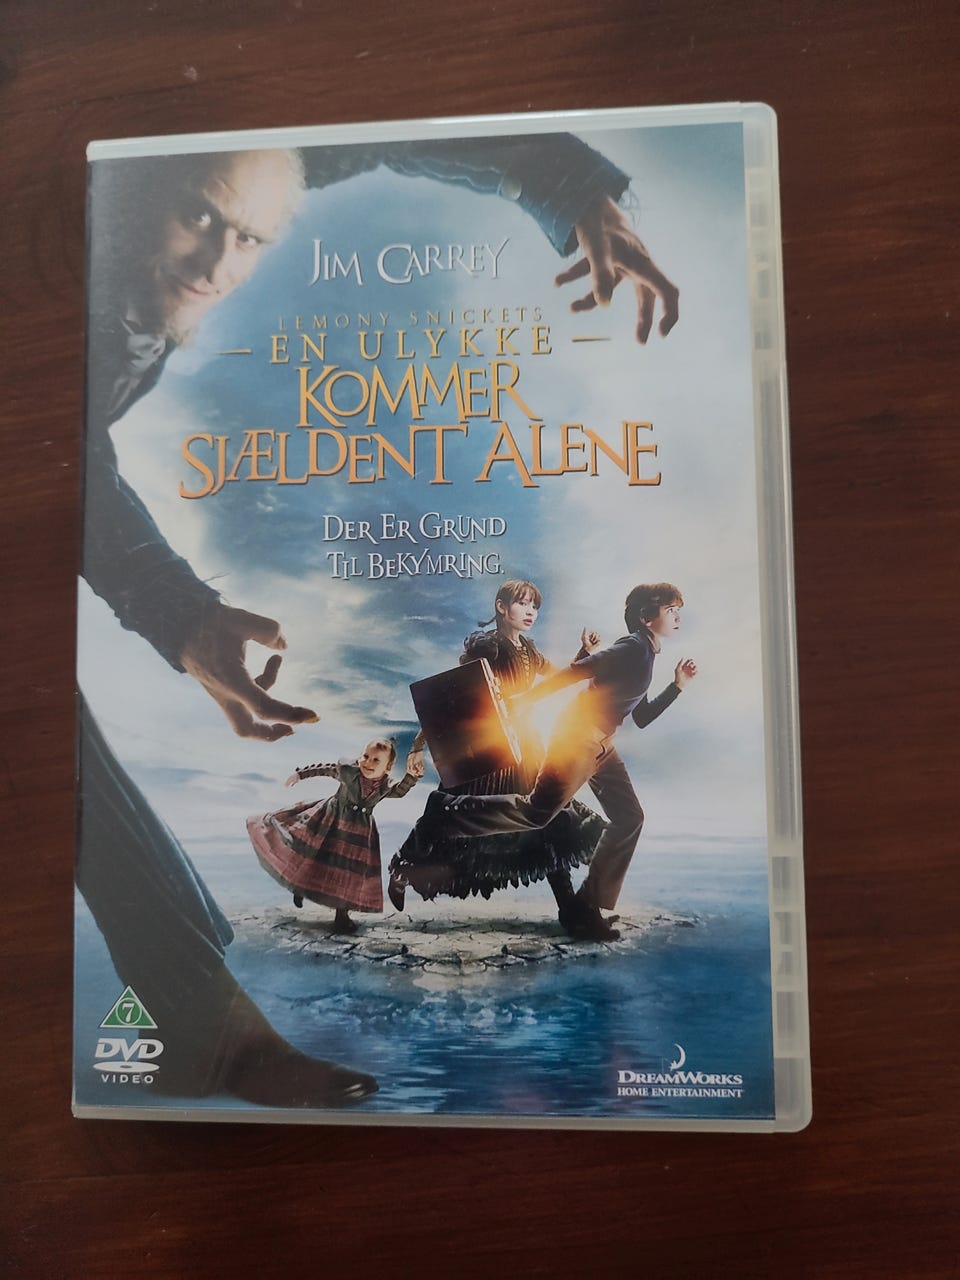 JIM CARREY
LEMONY SNICKETS
EN ULYKKE
KOMMER
SJÆLDENT ALENE
DER ER GRUND
TIL BEKYMRING.
7
DVD
VIDEO
DREAMWORKS
HOME ENTERTAINMENT